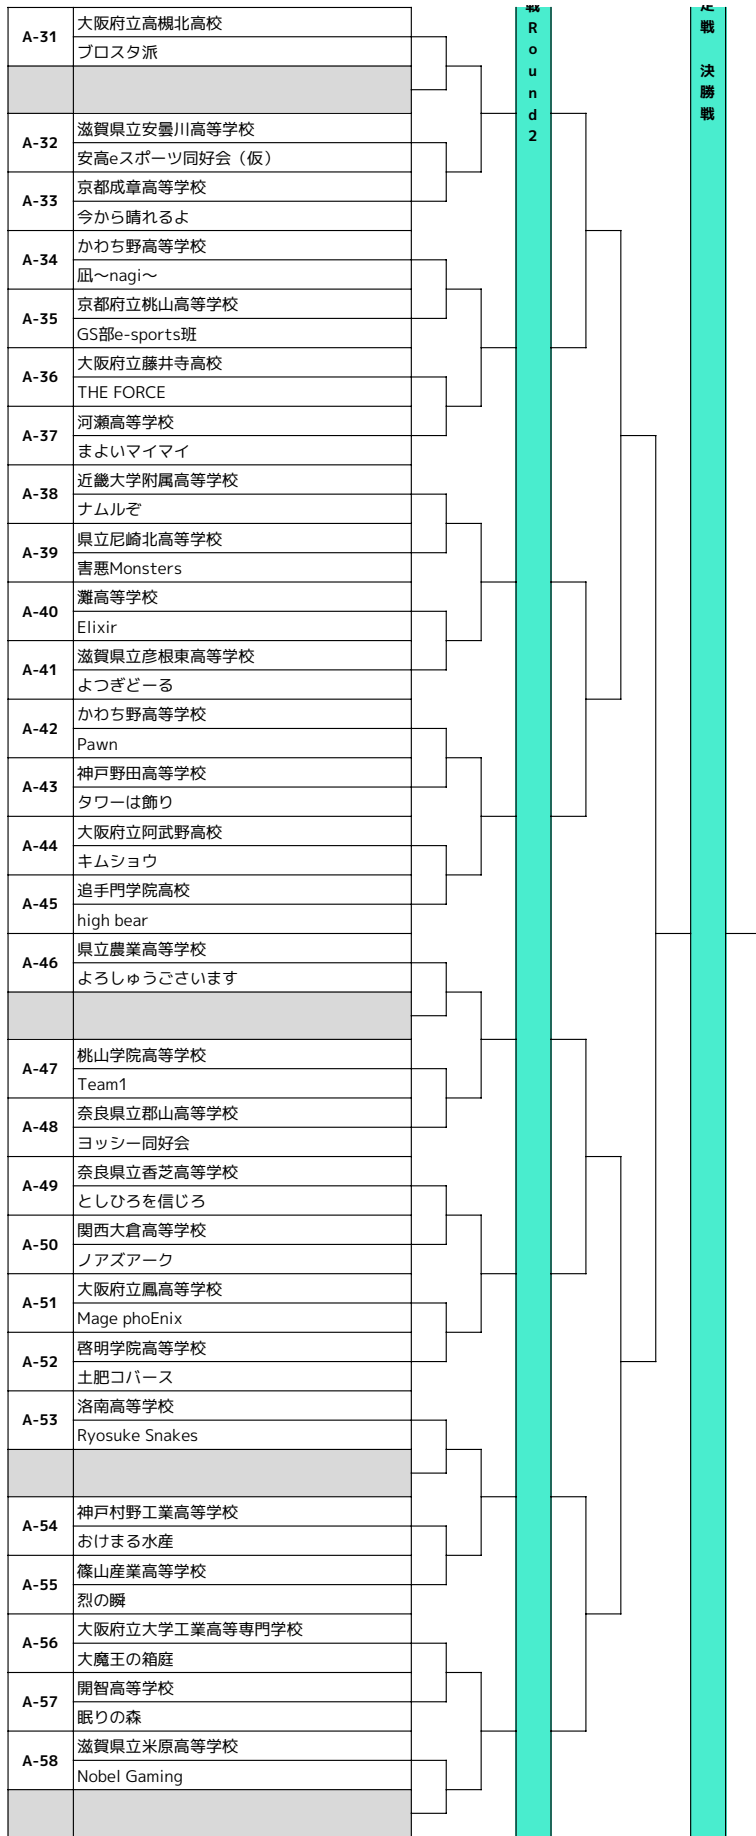 A-31
大阪府立高槻北高校
ブロスタ派
A-32
滋賀県立安曇川高等学校
安高eスポーツ同好会（仮）
A-33
京都成章高等学校
今から晴れるよ
A-34
かわち野高等学校
凪〜nagi〜
A-35
京都府立桃山高等学校
GS部e-sports班
A-36
大阪府立藤井寺高校
THE FORCE
A-37
河瀬高等学校
まよいマイマイ
A-38
近畿大学附属高等学校
ナムルぞ
A-39
県立尼崎北高等学校
害悪Monsters
A-40
灘高等学校
Elixir
A-41
滋賀県立彦根東高等学校
よつぎどーる
A-42
かわち野高等学校
Pawn
A-43
神戸野田高等学校
タワーは飾り
A-44
大阪府立阿武野高校
キムショウ
A-45
追手門学院高校
high bear
A-46
県立農業高等学校
よろしゅうごさいます
A-47
桃山学院高等学校
Team1
A-48
奈良県立郡山高等学校
ヨッシー同好会
A-49
奈良県立香芝高等学校
としひろを信じろ
A-50
関西大倉高等学校
ノアズアーク
A-51
大阪府立鳳高等学校
Mage phoEnix
A-52
啓明学院高等学校
土肥コバース
A-53
洛南高等学校
Ryosuke Snakes
A-54
神戸村野工業高等学校
おけまる水産
A-55
篠山産業高等学校
烈の瞬
A-56
大阪府立大学工業高等専門学校
大魔王の箱庭
A-57
開智高等学校
眠りの森
A-58
滋賀県立米原高等学校
Nobel Gaming
戦Round2
定戦 決勝戦